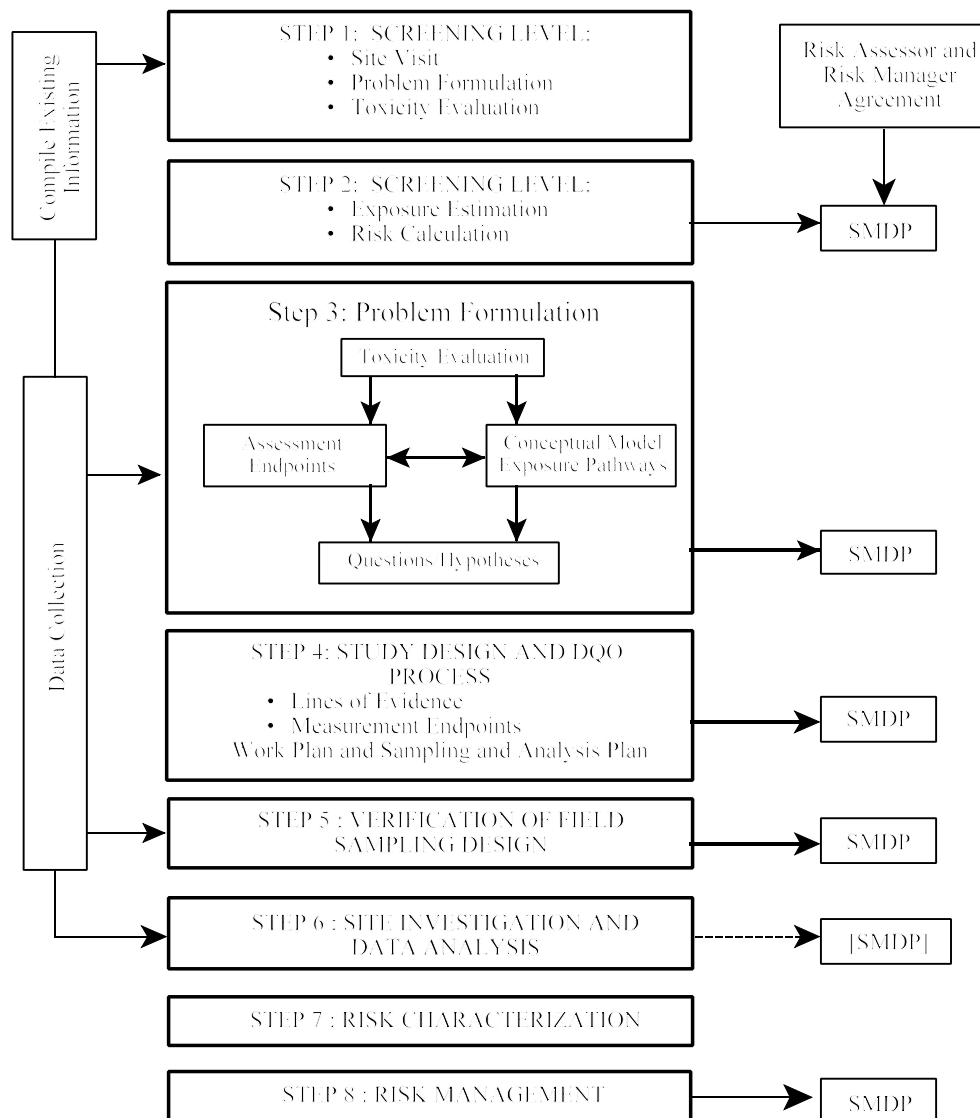 Compile Existing
Information
STEP 1: SCREENING LEVEL:
• Site Visit
• Problem Formulation
• Toxicity Evaluation
Risk Assessor and
Risk Manager
Agreement
STEP 2: SCREENING LEVEL:
• Exposure Estimation
• Risk Calculation
SMDP
Data Collection
Step 3: Problem Formulation
Toxicity Evaluation
Assessment
Endpoints
Conceptual Model
Exposure Pathways
Questions Hypotheses
SMDP
STEP 4: STUDY DESIGN AND DQO
PROCESS
• Lines of Evidence
• Measurement Endpoints
Work Plan and Sampling and Analysis Plan
SMDP
STEP 5 : VERIFICATION OF FIELD
SAMPLING DESIGN
SMDP
STEP 6 : SITE INVESTIGATION AND
DATA ANALYSIS
[SMDP]
STEP 7 : RISK CHARACTERIZATION
STEP 8 : RISK MANAGEMENT
SMDP